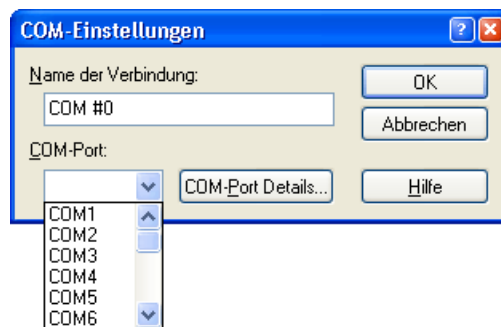 COM-Einstellungen
Name der Verbindung:
COM #0
OK
Abbrechen
COM-Port:
COM-Port Details...
Hilfe
COM1
COM2
COM3
COM4
COM5
COM6